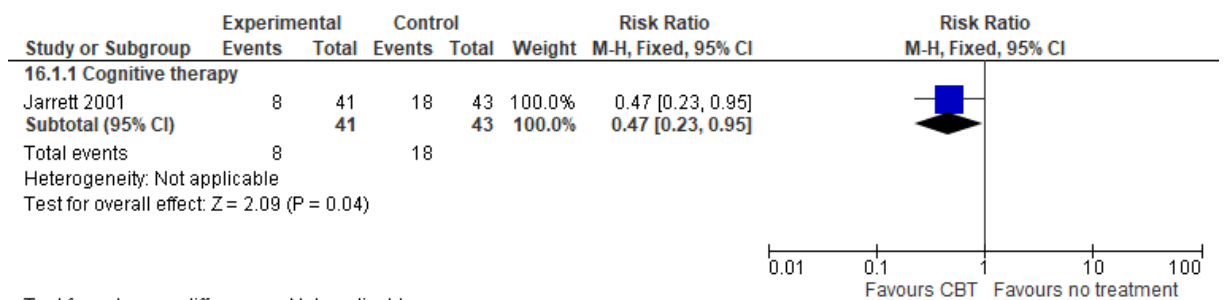 Experimental Control Risk Ratio Risk Ratio
Study or Subgroup Events Total Events Total Weight M-H, Fixed, 95% CI M-H, Fixed, 95% CI
16.1.1 Cognitive therapy
Jarrett 2001 8 41 18 43 100.0% 0.47 [0.23, 0.95]
Subtotal (95% CI) 41 43 100.0% 0.47 [0.23, 0.95]
Total events 8 18
Heterogeneity: Not applicable
Test for overall effect: Z = 2.09 (P = 0.04)
0.01 0.1 1 10 100
Favours CBT Favours no treatment